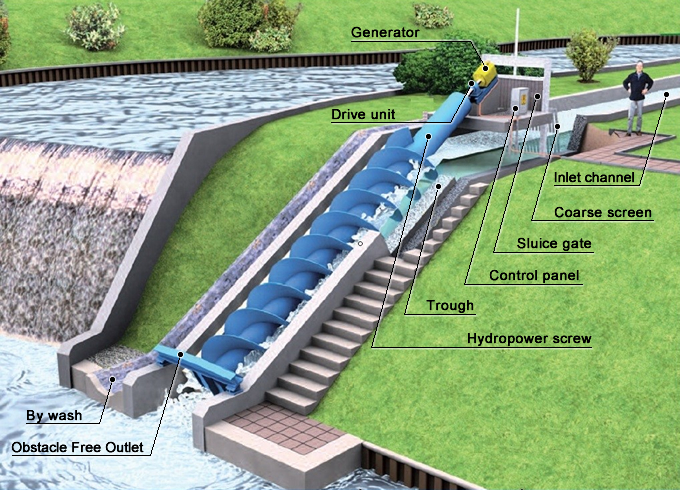 Generator
Drive unit
Inlet channel
Coarse screen
Sluice gate
Control panel
Trough
Hydropower screw
By wash
Obstacle Free Outlet